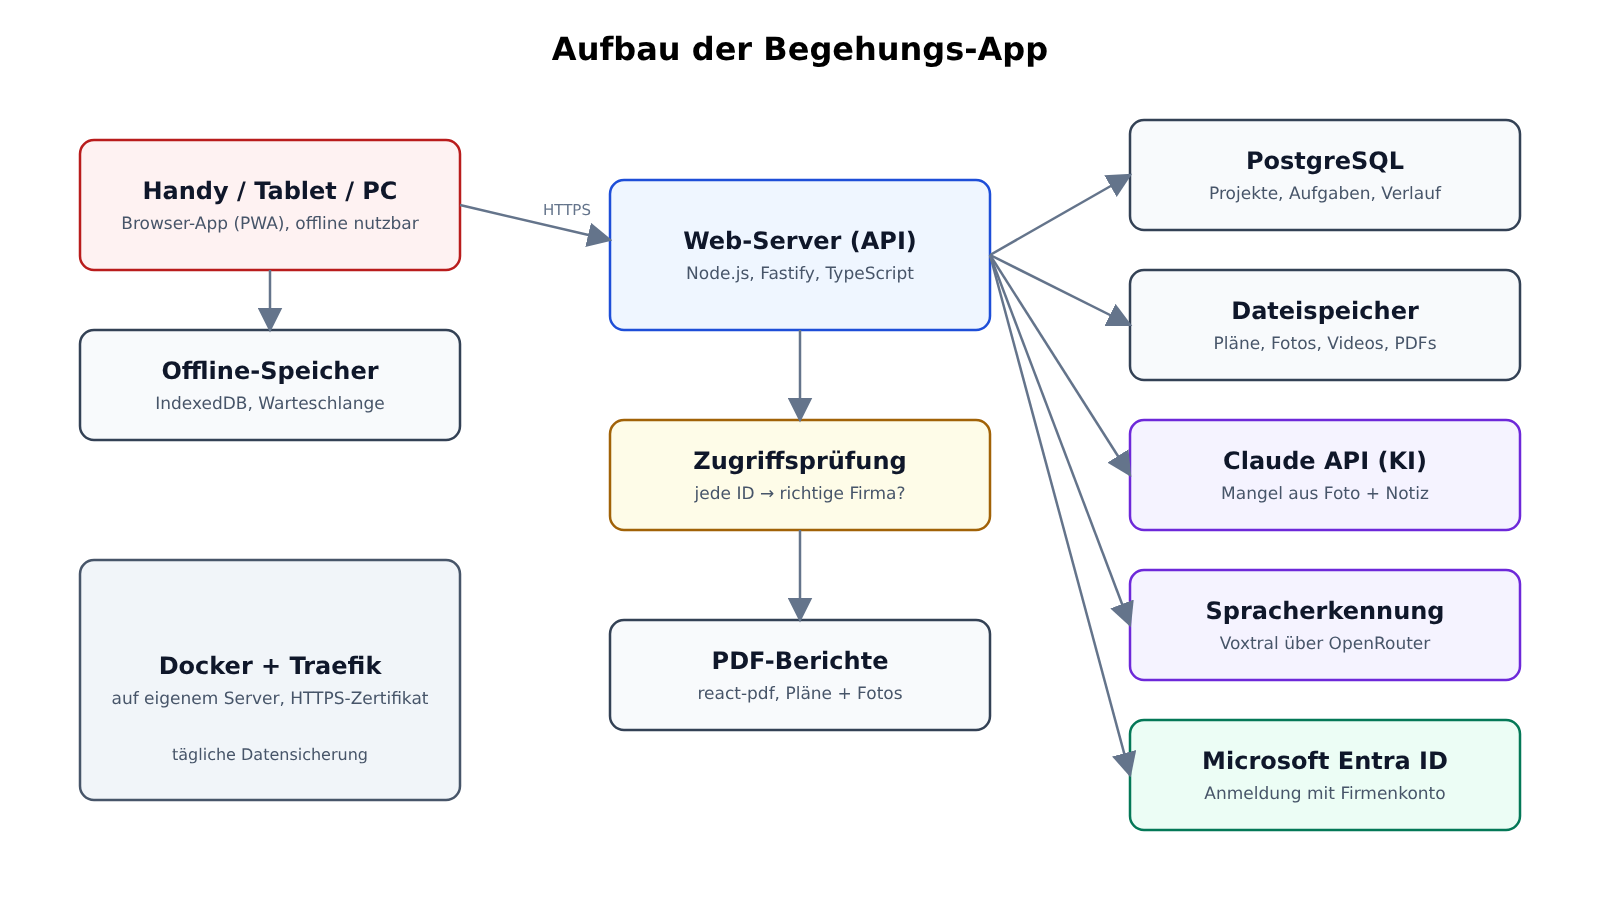 Aufbau der Begehungs-App
Handy / Tablet / PC
Browser-App (PWA), offline nutzbar
HTTPS
Offline-Speicher
IndexedDB, Warteschlange
Docker + Traefik
auf eigenem Server, HTTPS-Zertifikat
tägliche Datensicherung
Web-Server (API)
Node.js, Fastify, TypeScript
Zugriffsprüfung
jede ID → richtige Firma?
PDF-Berichte
react-pdf, Pläne + Fotos
PostgreSQL
Projekte, Aufgaben, Verlauf
Dateispeicher
Pläne, Fotos, Videos, PDFs
Claude API (KI)
Mangel aus Foto + Notiz
Spracherkennung
Voxtral über OpenRouter
Microsoft Entra ID
Anmeldung mit Firmenkonto